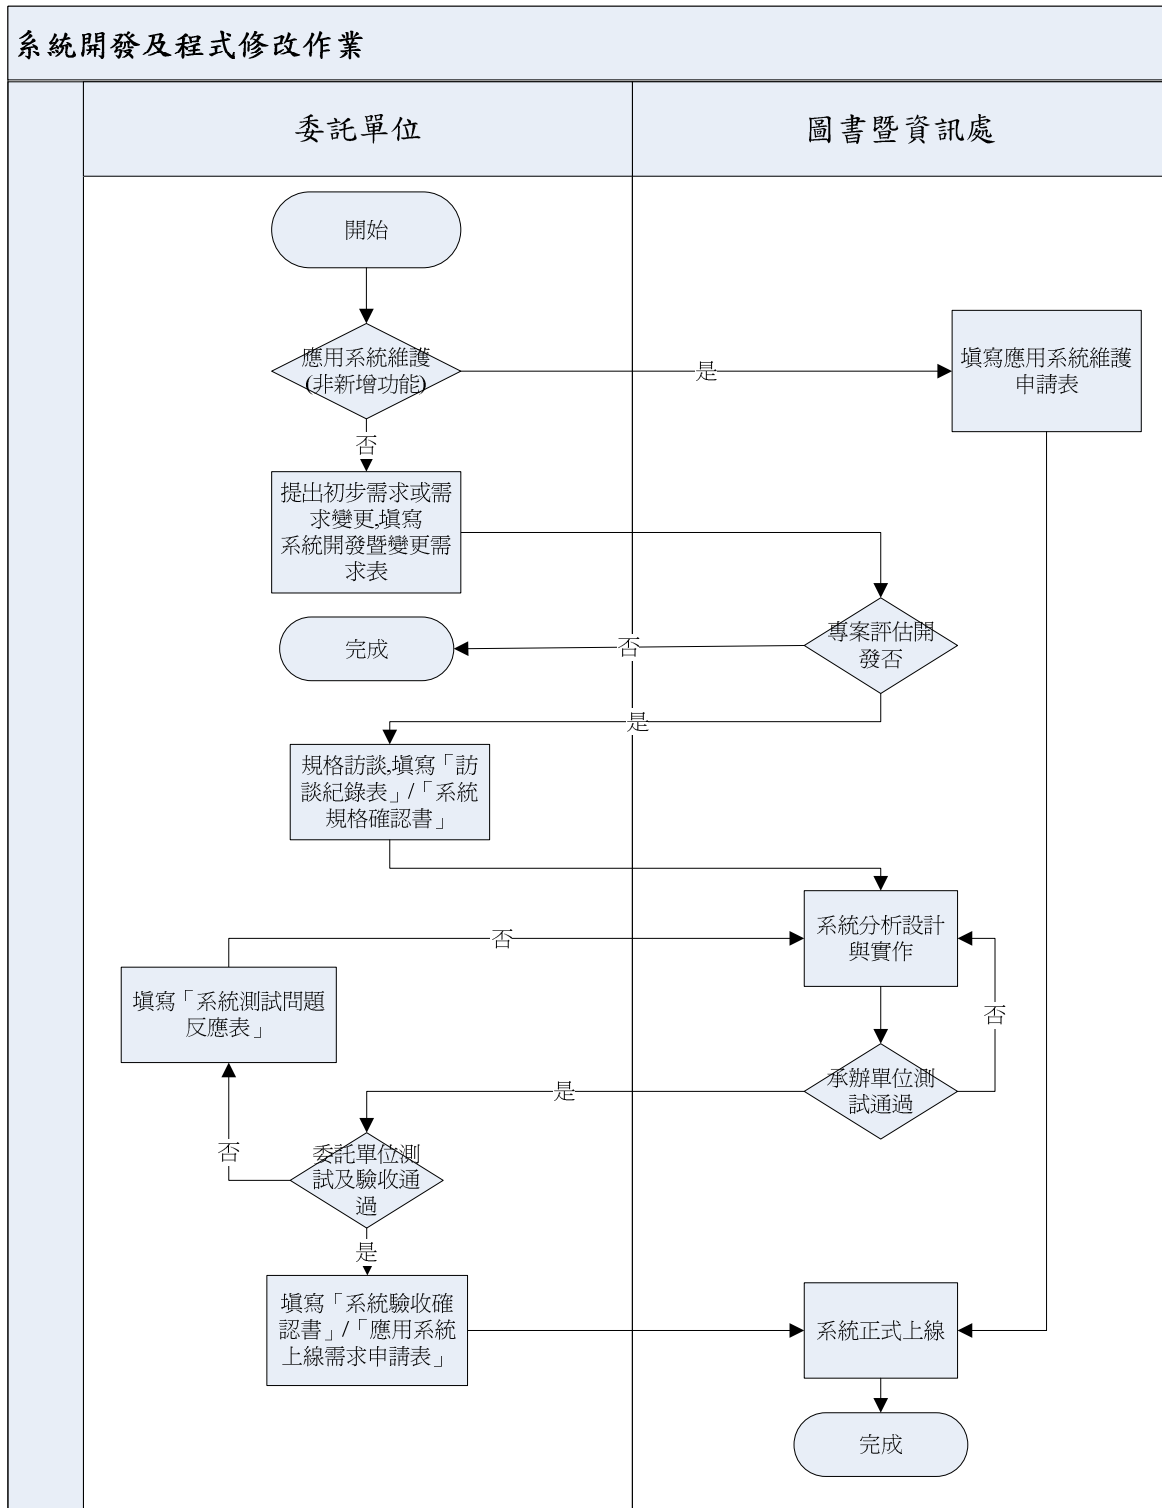 系統開發及程式修改作業
委託單位
圖書暨資訊處
開始
應用系統維護
(非新增功能)
是
填寫應用系統維護
申請表
否
提出初步需求或需
求變更,填寫
系統開發暨變更需
求表
專案評估開
發否
否
完成
是
規格訪談,填寫「訪
談紀錄表」/「系統
規格確認書」
系統分析設計
與實作
否
填寫「系統測試問題
反應表」
否
承辦單位測
試通過
是
否
委託單位測
試及驗收通
過
是
填寫「系統驗收確
認書」/「應用系統
上線需求申請表」
系統正式上線
完成